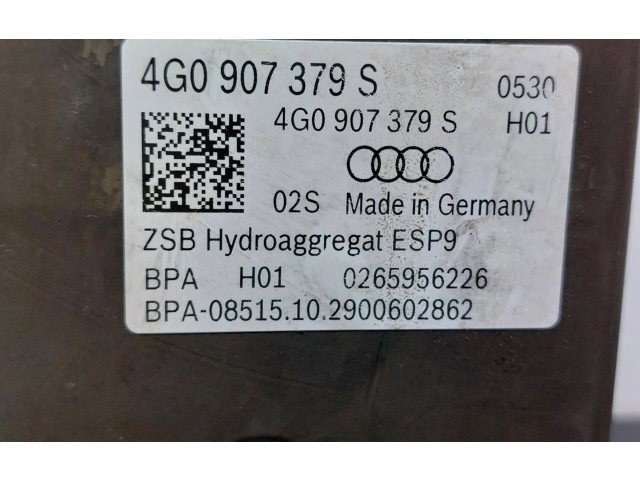 4G0 907 379 S 0530
4G0 907 379 S H01
02S Made in Germany
ZSB Hydroaggregat ESP9
BPA H01 0265956226
BPA-08515.10.2900602862